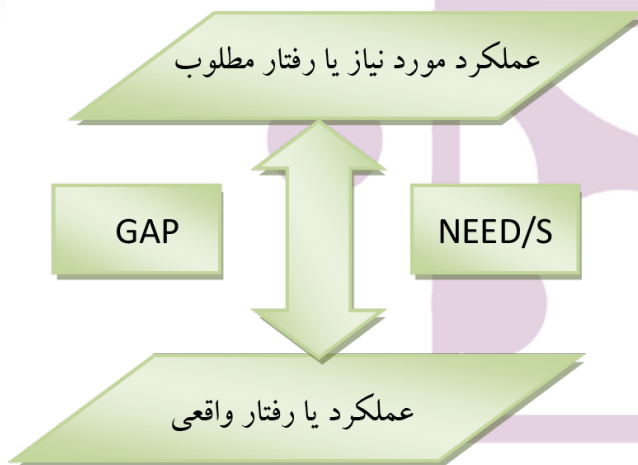 عملکرد مورد نیاز یا رفتار مطلوب
GAP
NEED/S
عملکرد یا رفتار واقعی